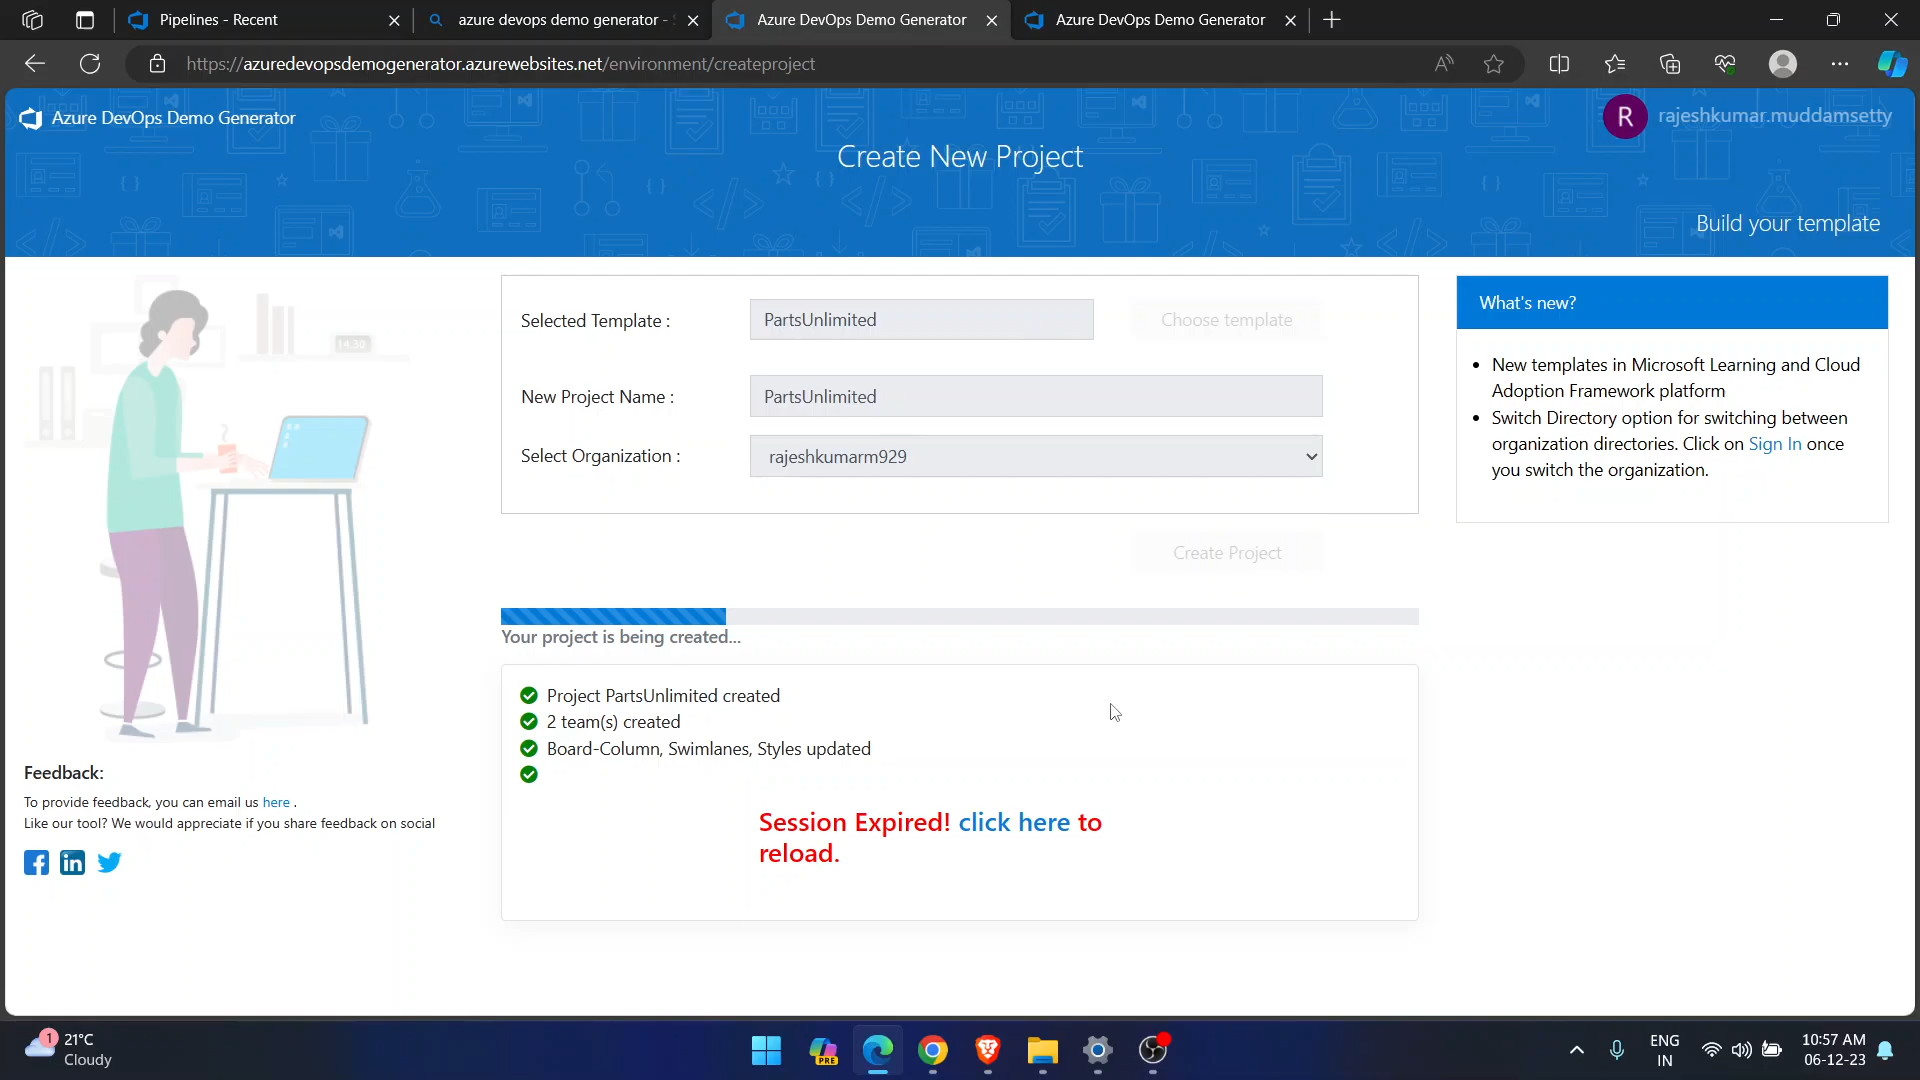 Pipelines - Recent
azure devops demo generator -
Azure DevOps Demo Generator
Azure DevOps Demo Generator
https://azuredevopsdemogenerator.azurewebsites.net/environment/createproject
Azure DevOps Demo Generator
R
rajeshkumar.muddamsetty
Create New Project
Build your template
14.30
Selected Template :
PartsUnlimited
Choose template
New Project Name :
PartsUnlimited
Select Organization :
rajeshkumarm929
Create Project
Your project is being created...
Project PartsUnlimited created
2 team(s) created
Board-Column, Swimlanes, Styles updated
Session Expired! click here to
reload.
What's new?
New templates in Microsoft Learning and Cloud
Adoption Framework platform
Switch Directory option for switching between
organization directories. Click on Sign In once
you switch the organization.
Feedback:
To provide feedback, you can email us here .
Like our tool? We would appreciate if you share feedback on social
1
21°C
Cloudy
PRE
ENG
IN
10:57 AM
06-12-23